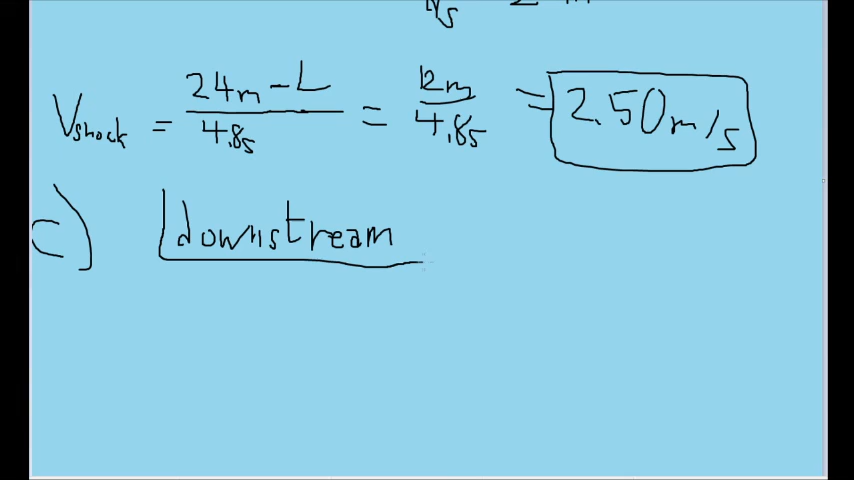 V_shock = (24m - L)/4.8s = 12m/4.8s = 2.50m/s
c) downstream